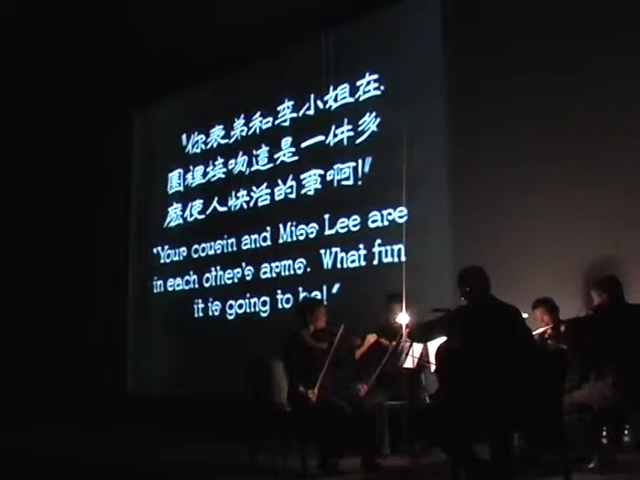 "你表弟和李小姐在
園裡接吻,這是一件多
麼使人快活的事啊!"
"Your cousin and Miss Lee are
in each other's arms. What fun
it is going to be!"